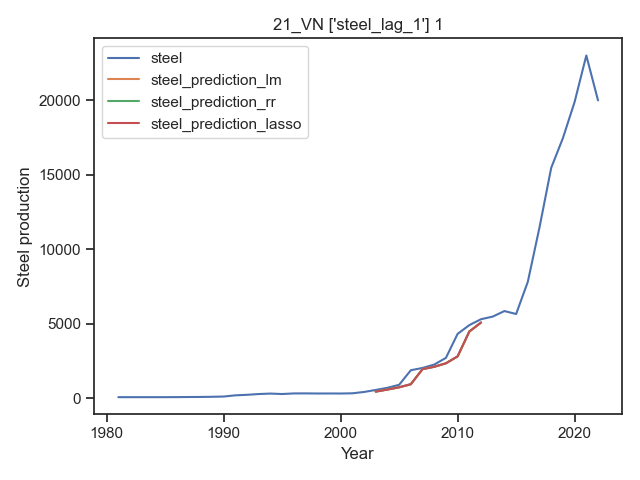 21_VN ['steel_lag_1'] 1
steel
steel_prediction_lm
steel_prediction_rr
steel_prediction_lasso
Steel production
20000
15000
10000
5000
0
1980 1990 2000 2010 2020
Year